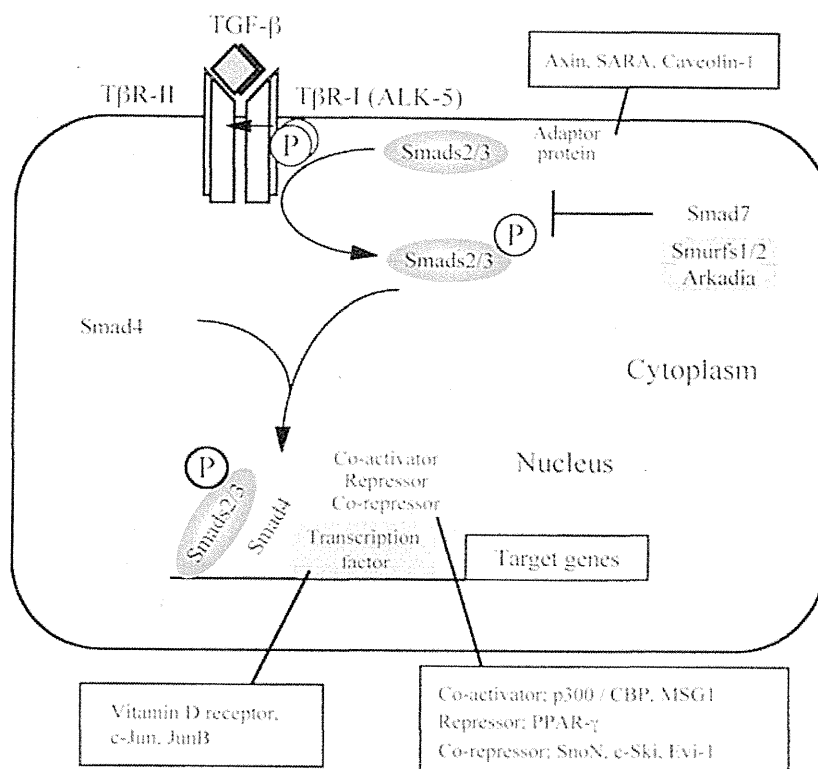 TGF-β
TβR-II
TβR-I (ALK-5)
Axin, SARA, Caveolin-1
P
Smads2/3
Adaptor
protein
P
Smads2/3
Smad7
Smurfs1/2
Arkadia
Smad4
Cytoplasm
P
Smads2/3
Smad4
Co-activator
Repressor
Co-repressor
Nucleus
Transcription
factor
Target genes
Vitamin D receptor,
c-Jun, JunB
Co-activator; p300 / CBP, MSG1
Repressor; PPAR-γ
Co-repressor; SnoN, c-Ski, Evi-1